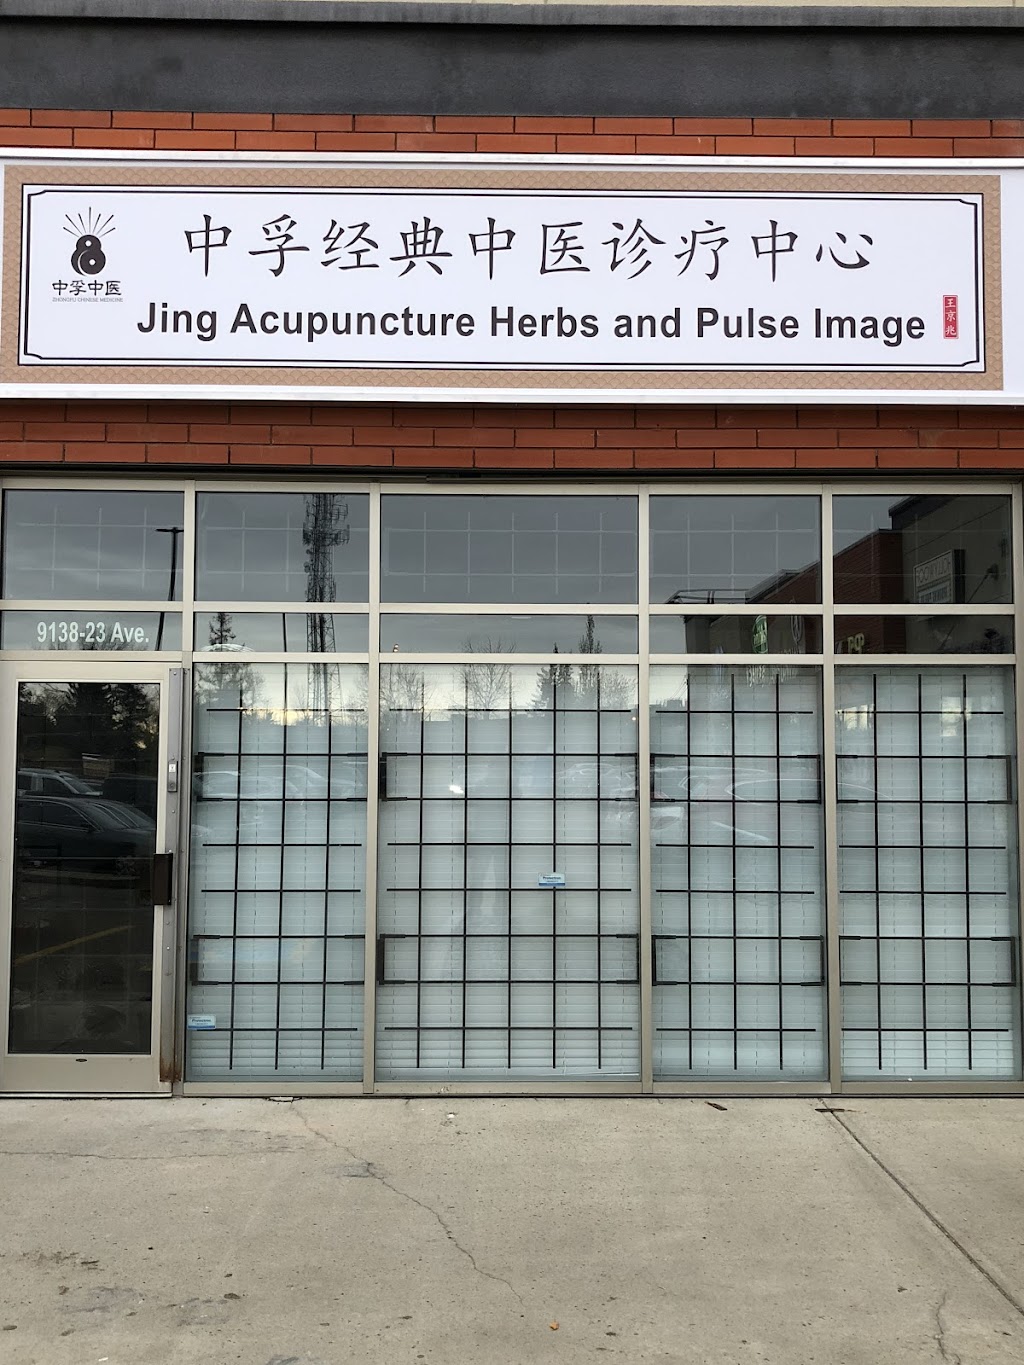 中孚经典中医诊疗中心
中孚中医
ZHONGFU CHINESE MEDICINE
Jing Acupuncture Herbs and Pulse Image
王京兆
9138-23 Ave.